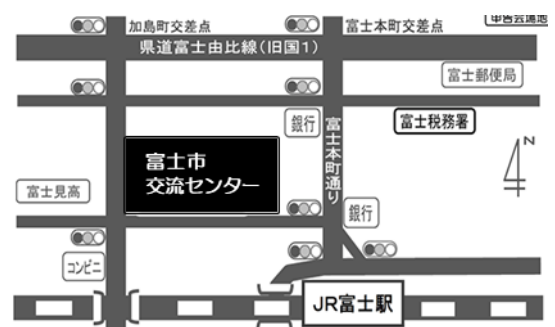 加島町交差点
富士本町交差点
県道富士由比線(旧国1)
富士郵便局
銀行
富士税務署
富士本町通り
N
富士市
交流センター
富士見高
銀行
コンビニ
JR富士駅